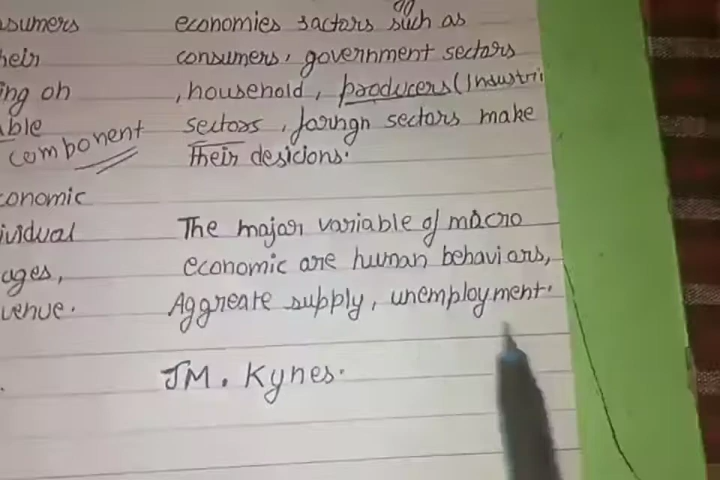 sumers economies sactors such as
heir consumers, government sectors
ing on , household, producers (Industri
able sectors, forign sectors make
component Their desicions.
conomic
ividual The major variable of macro
ages, economic are human behaviors,
venue. Aggreate supply, unemployment.
JM. Kynes.